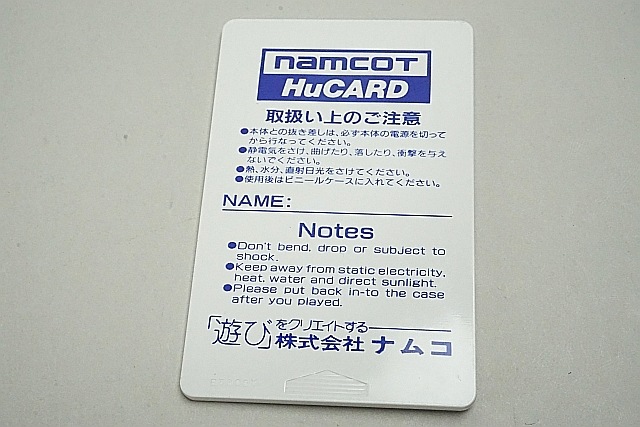 namcot
HuCARD
取扱い上のご注意
●本体との抜き差しは、必ず本体の電源を切って
から行なってください。
●静電気をさけ、曲げたり、落したり、衝撃を与え
ないでください。
●熱、水分、直射日光をさけてください。
●使用後はビニールケースに入れてください。
NAME:
Notes
●Don't bend, drop or subject to
shock.
●Keep away from static electricity,
heat, water and direct sunlight.
●Please put back in-to the case
after you played.
「遊び」をクリエイトする
株式会社 ナムコ